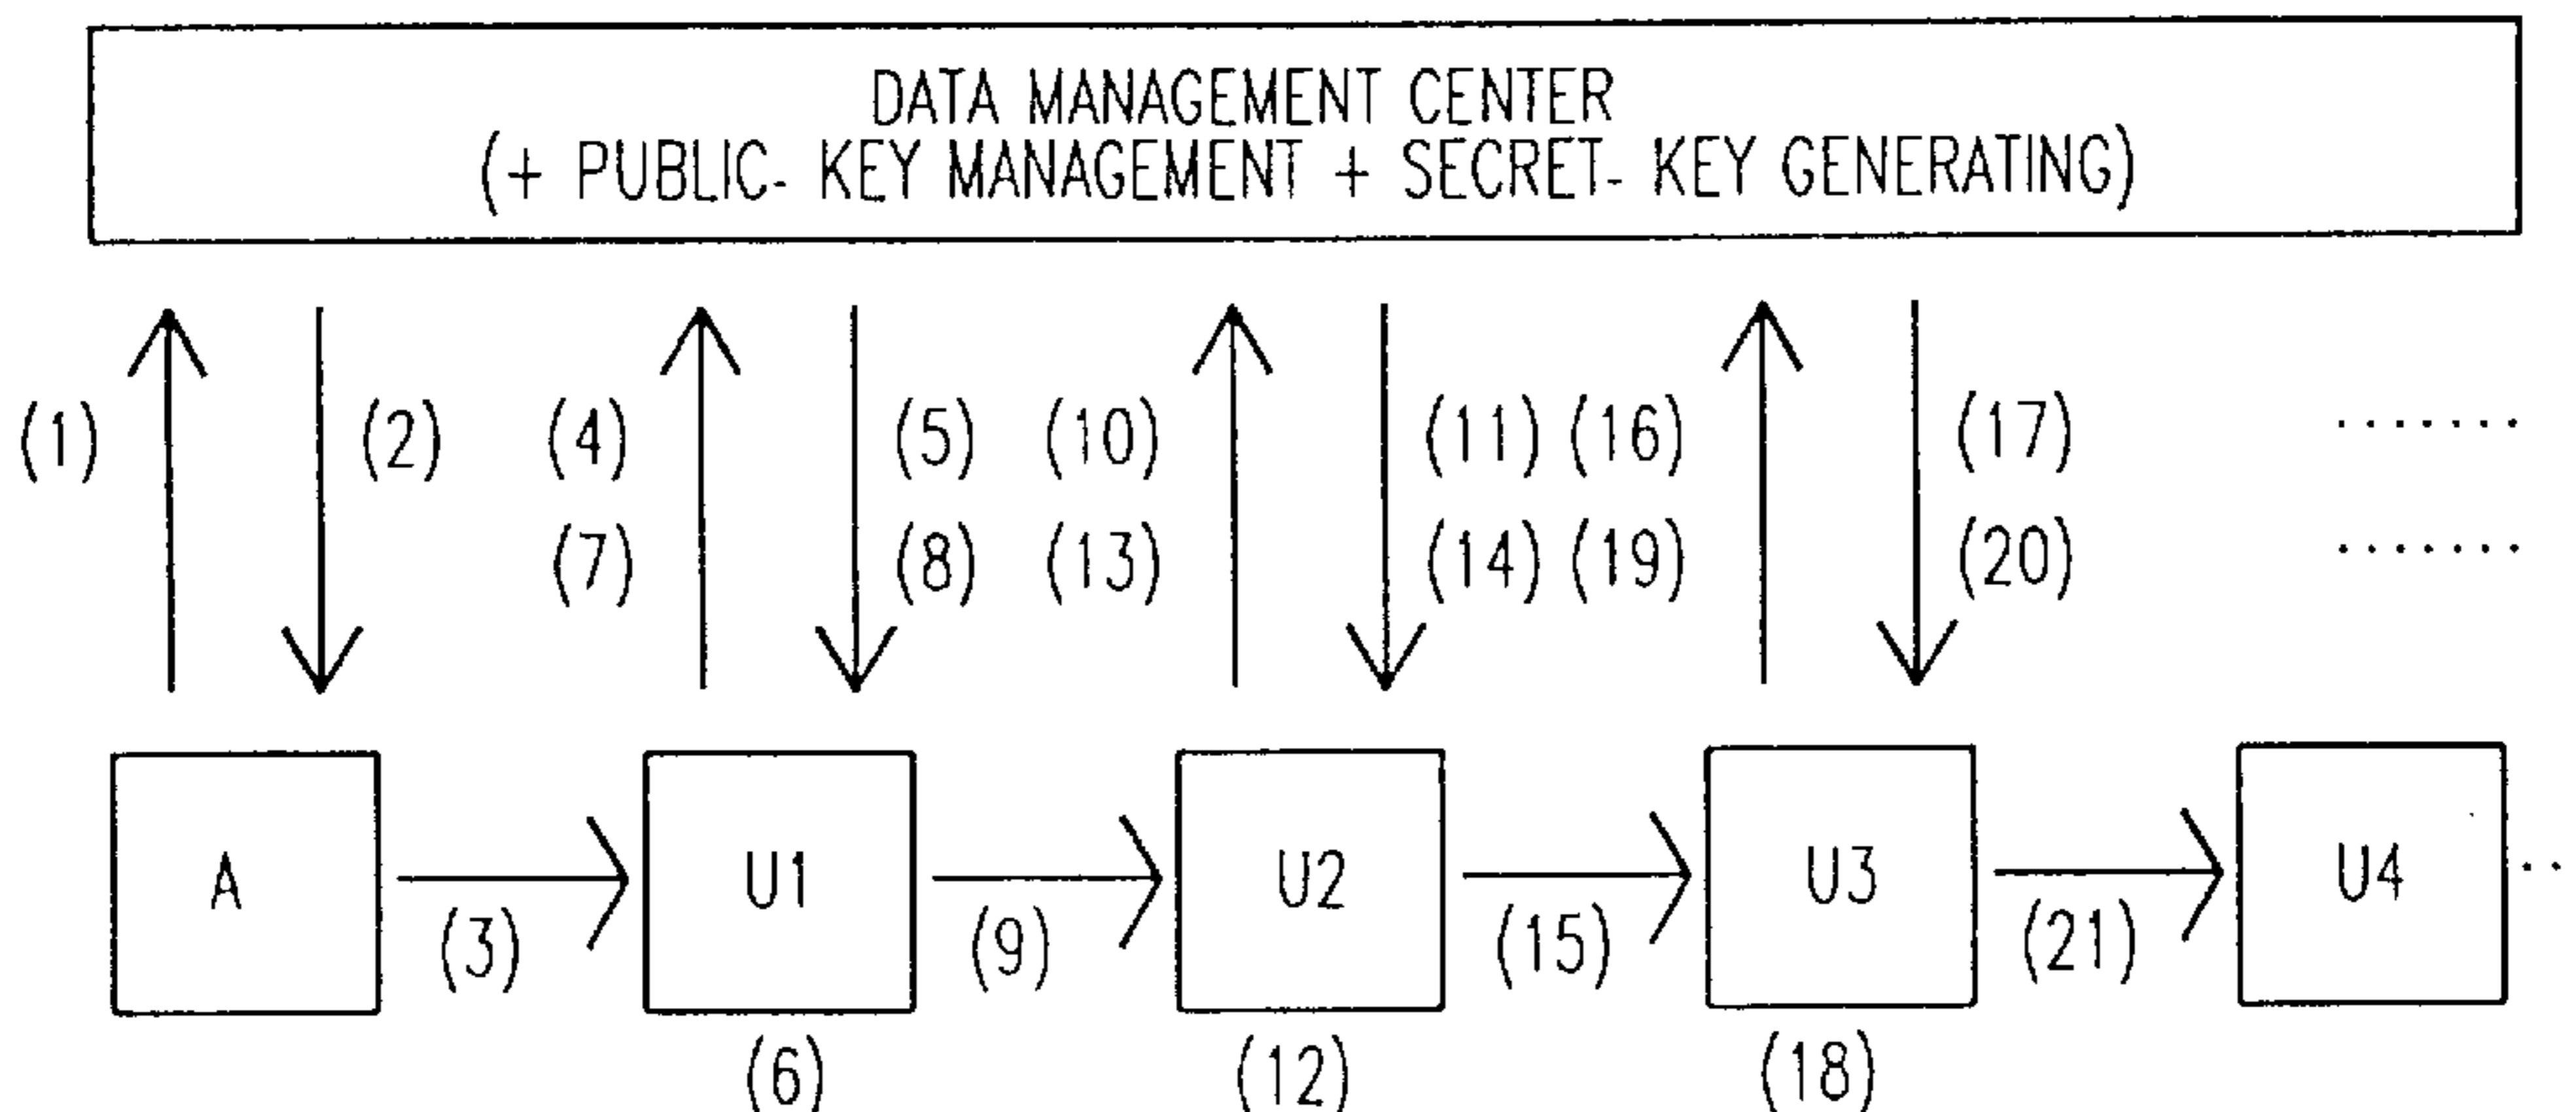 DATA MANAGEMENT CENTER
(+ PUBLIC- KEY MANAGEMENT + SECRET- KEY GENERATING)
(1) (2) (4) (5) (10) (11) (16) (17) .......
(7) (8) (13) (14) (19) (20) .......
A U1 U2 U3 U4 ..
(3) (9) (15) (21)
(6) (12) (18)